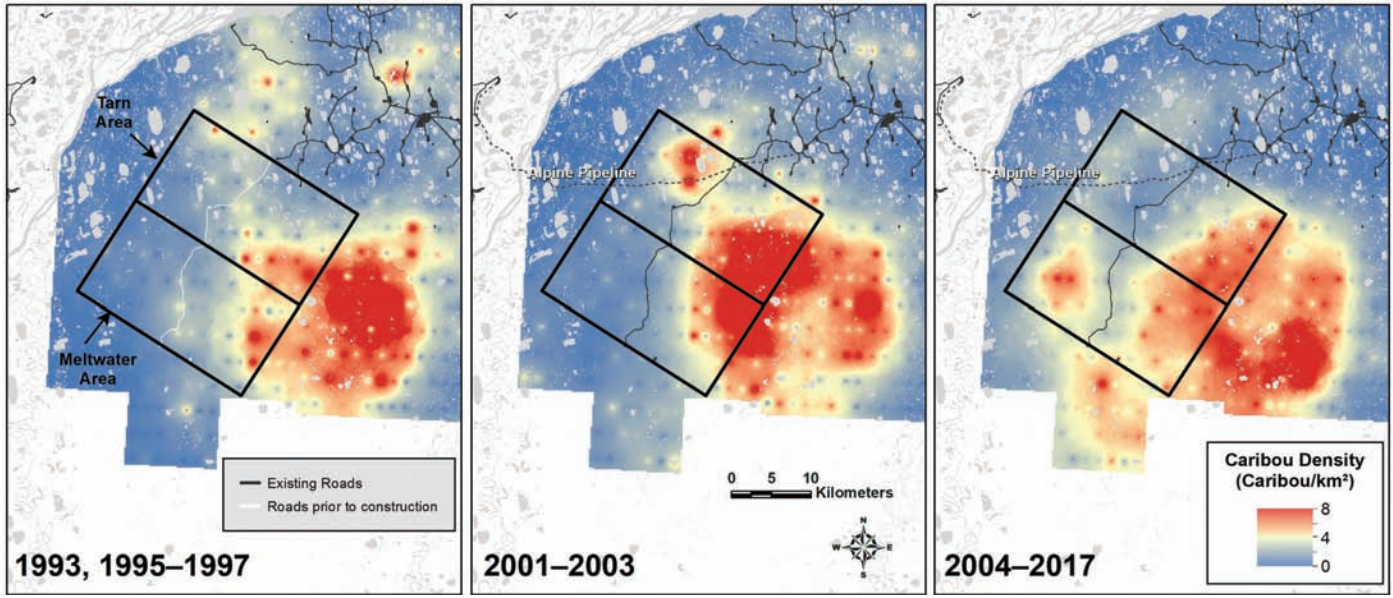 Tarn
Area
Meltwater
Area
Existing Roads
Roads prior to construction
1993, 1995–1997
Alpine Pipeline
0 5 10
Kilometers
N
W E
S
2001–2003
Alpine Pipeline
Caribou Density
(Caribou/km²)
8
4
0
2004–2017